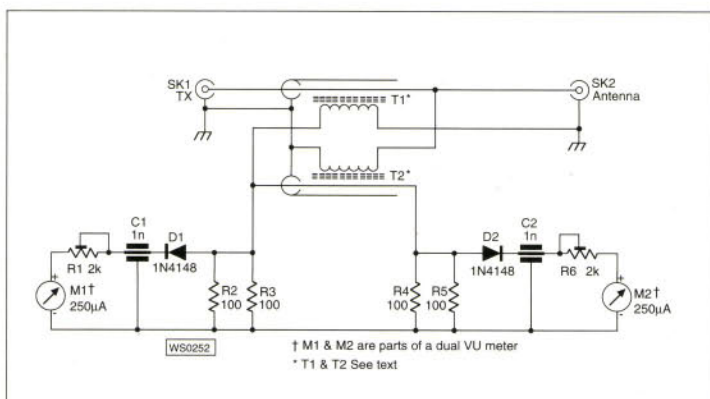 SK1
TX
SK2
Antenna
T1*
T2*
C1
1n
D1
R1 2k
1N4148
M1†
250µA
+
-
R2
100
R3
100
R4
100
R5
100
D2
1N4148
C2
1n
R6 2k
M2†
250µA
+
-
WS0252
† M1 & M2 are parts of a dual VU meter
* T1 & T2 See text